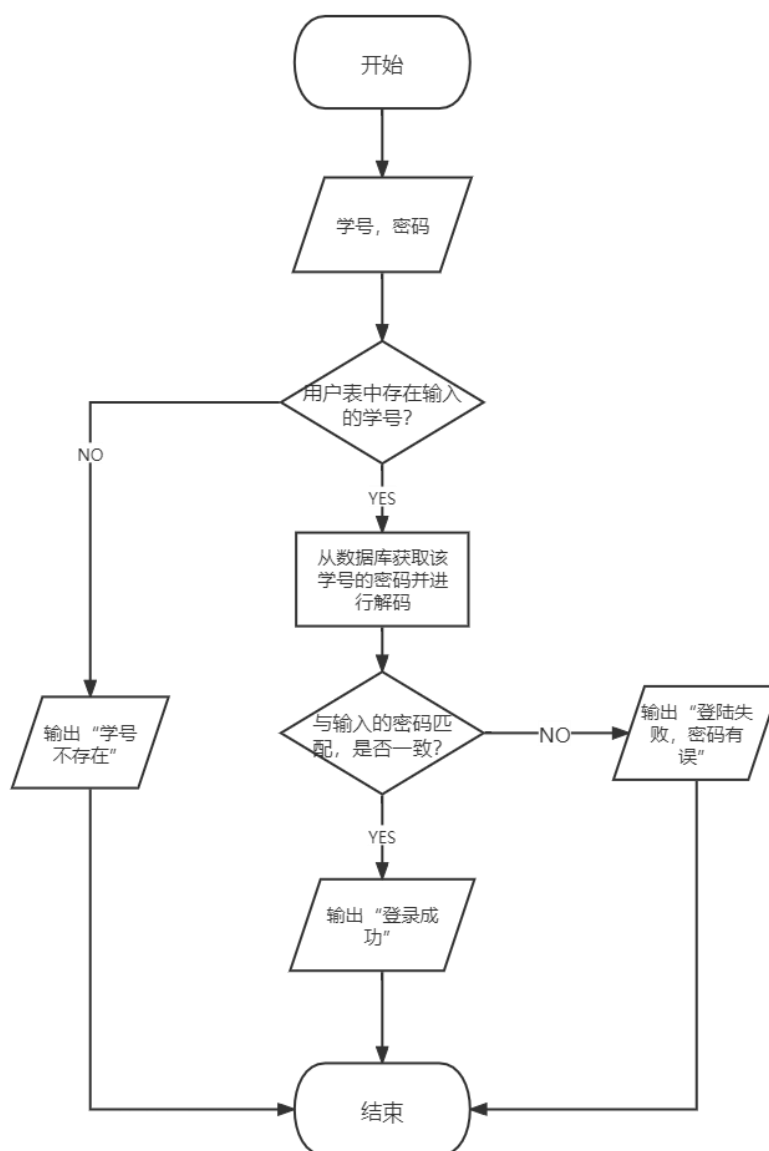 开始
学号，密码
用户表中存在输入
的学号？
NO
YES
从数据库获取该
学号的密码并进
行解码
与输入的密码匹
配，是否一致？
NO
输出“登陆失
败，密码有
误”
输出“学号
不存在”
YES
输出“登录成
功”
结束